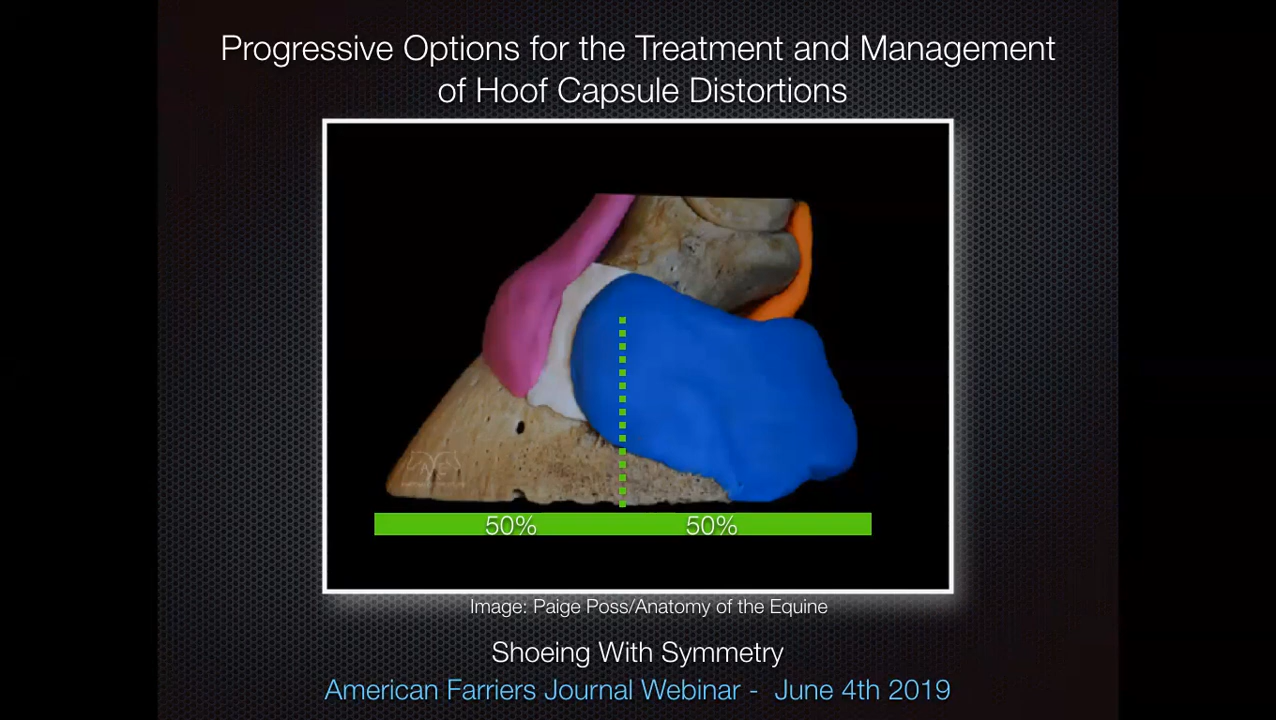 Progressive Options for the Treatment and Management
of Hoof Capsule Distortions
50% 50%
Image: Paige Poss/Anatomy of the Equine
Shoeing With Symmetry
American Farriers Journal Webinar - June 4th 2019